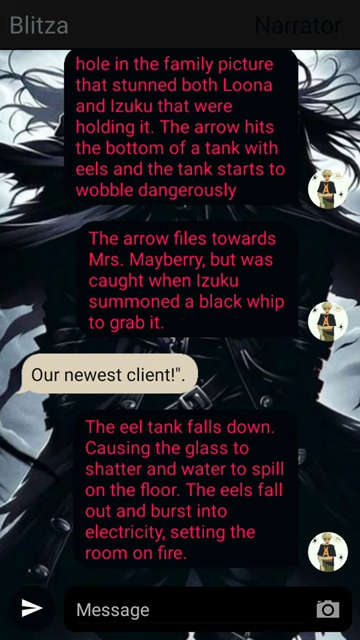 Blitza
Narrator
hole in the family picture
that stunned both Loona
and Izuku that were
holding it. The arrow hits
the bottom of a tank with
eels and the tank starts to
wobble dangerously
The arrow files towards
Mrs. Mayberry, but was
caught when Izuku
summoned a black whip
to grab it.
Our newest client!".
The eel tank falls down.
Causing the glass to
shatter and water to spill
on the floor. The eels fall
out and burst into
electricity, setting the
room on fire.
Message